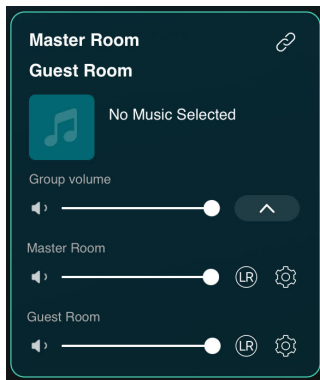 Master Room
Guest Room
No Music Selected
Group volume
Master Room
LR
Guest Room
LR